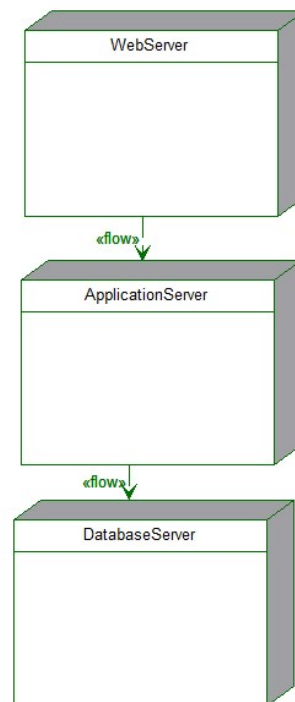 WebServer
«flow»
ApplicationServer
«flow»
DatabaseServer